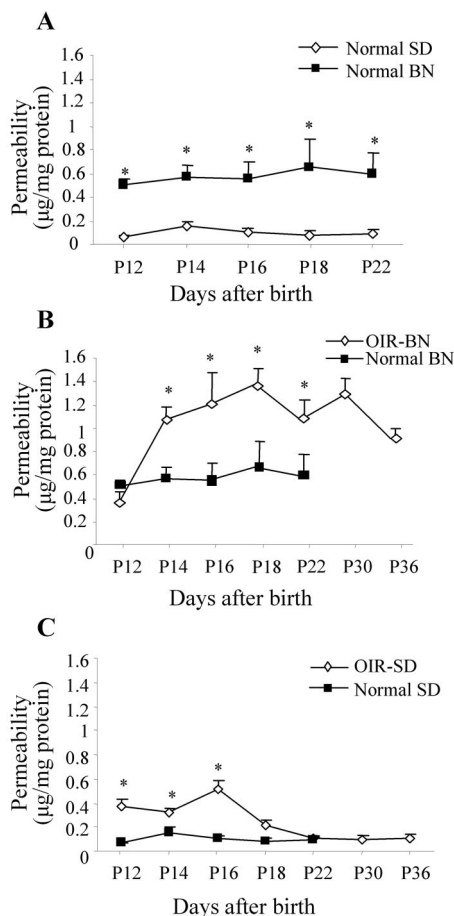 A
Normal SD
Normal BN
Permeability
(µg/mg protein)
1.6
1.4
1.2
1
0.8
0.6
0.4
0.2
0
* * * * *
P12 P14 P16 P18 P22
Days after birth
B
OIR-BN
Normal BN
Permeability
(µg/mg protein)
1.6
1.4
1.2
1
0.8
0.6
0.4
0.2
0
* * * *
P12 P14 P16 P18 P22 P30 P36
Days after birth
C
OIR-SD
Normal SD
Permeability
(µg/mg protein)
1.6
1.4
1.2
1
0.8
0.6
0.4
0.2
0
* * *
P12 P14 P16 P18 P22 P30 P36
Days after birth